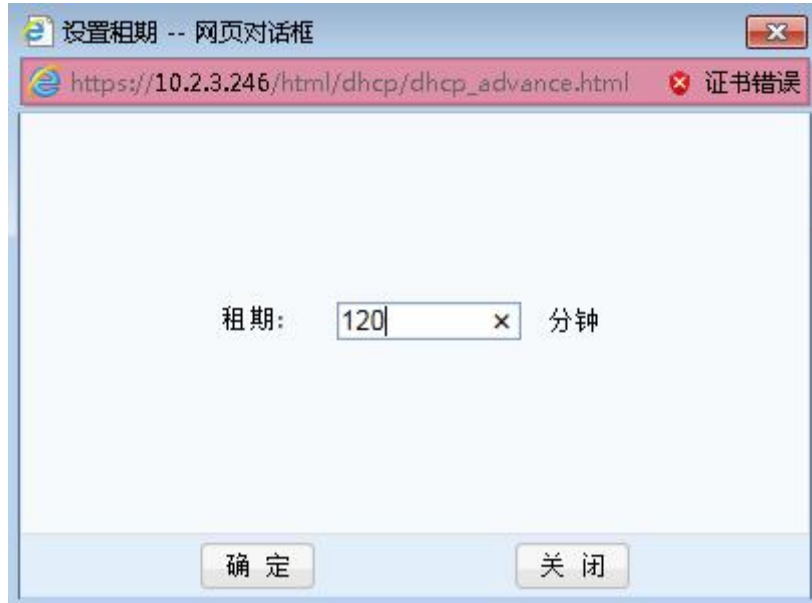 设置租期 -- 网页对话框
https://10.2.3.246/html/dhcp/dhcp_advance.html 证书错误
租期: 120 分钟
确 定 关 闭